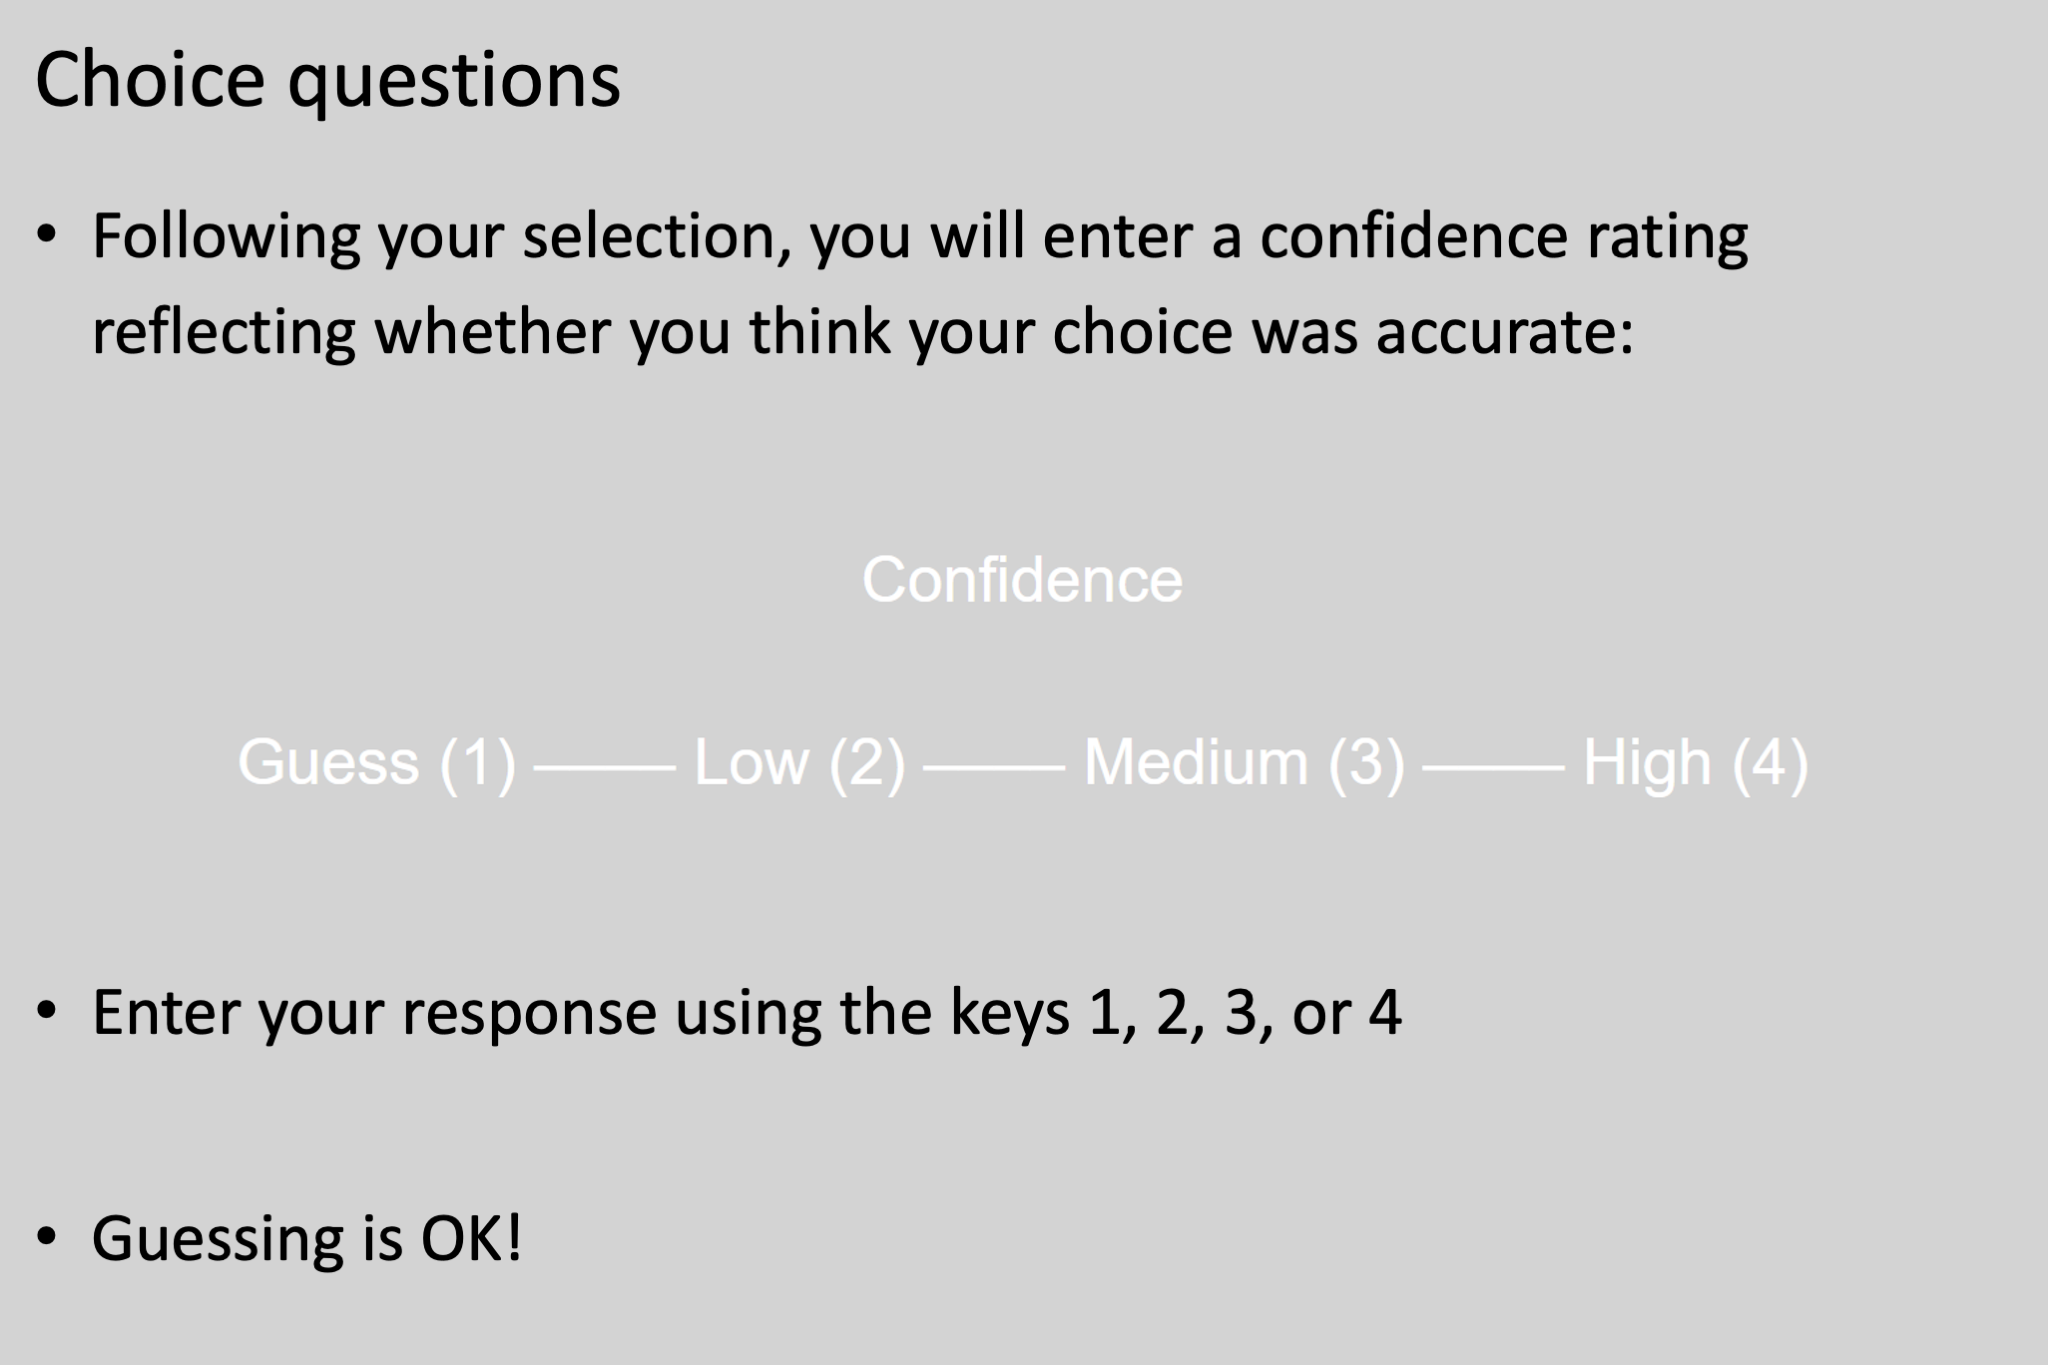 Choice questions
• Following your selection, you will enter a confidence rating
reflecting whether you think your choice was accurate:
Confidence
Guess (1) —— Low (2) —— Medium (3) —— High (4)
• Enter your response using the keys 1, 2, 3, or 4
• Guessing is OK!